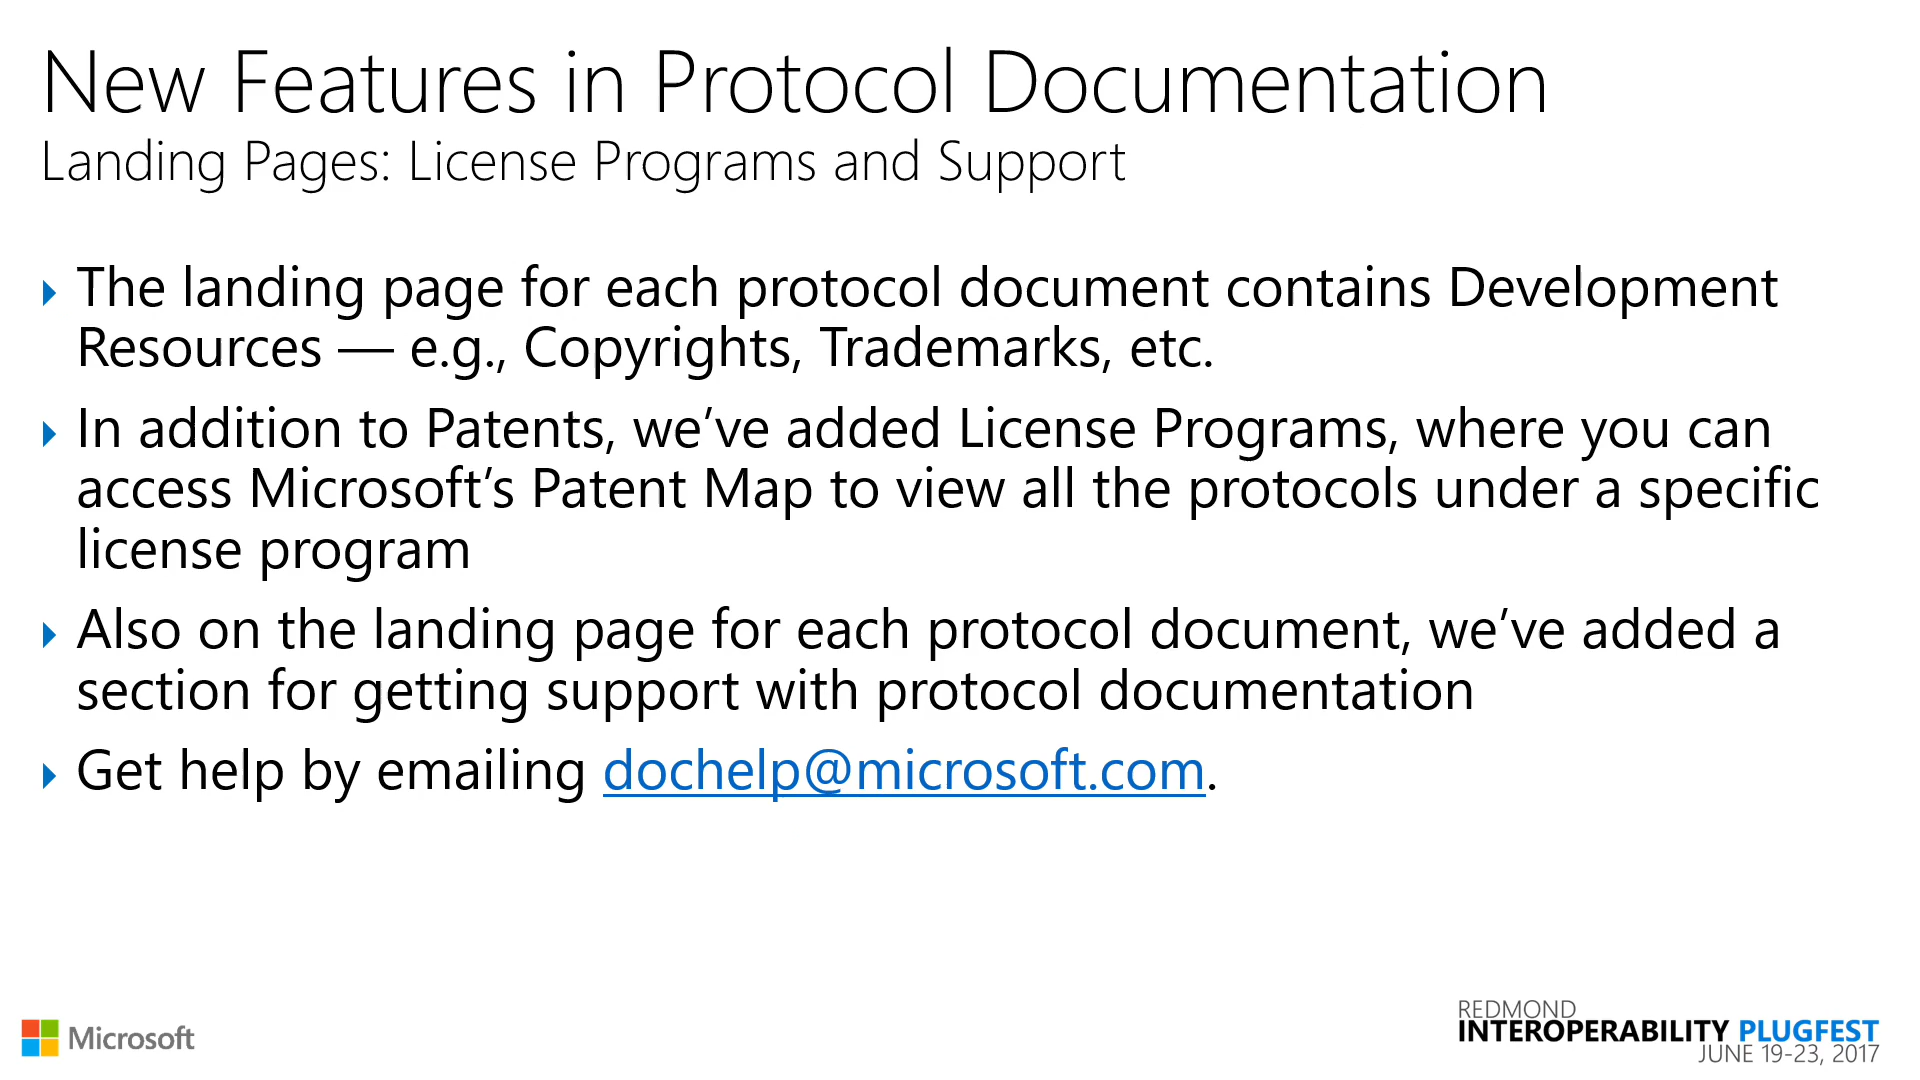 New Features in Protocol Documentation
Landing Pages: License Programs and Support
The landing page for each protocol document contains Development
Resources — e.g., Copyrights, Trademarks, etc.
In addition to Patents, we’ve added License Programs, where you can
access Microsoft’s Patent Map to view all the protocols under a specific
license program
Also on the landing page for each protocol document, we’ve added a
section for getting support with protocol documentation
Get help by emailing dochelp@microsoft.com.
Microsoft
REDMOND
INTEROPERABILITY PLUGFEST
JUNE 19-23, 2017